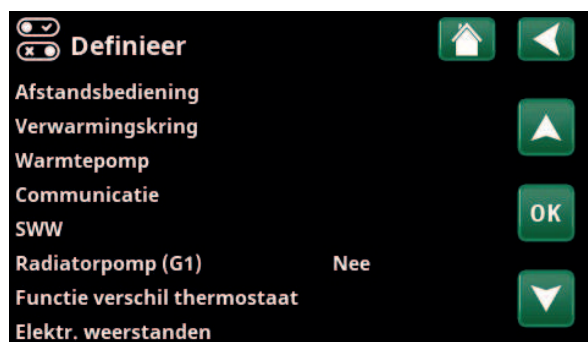 Definieer
Afstandsbediening
Verwarmingskring
Warmtepomp
Communicatie
OK
SWW
Radiatorpomp (G1) Nee
Functie verschil thermostaat
Elektr. weerstanden